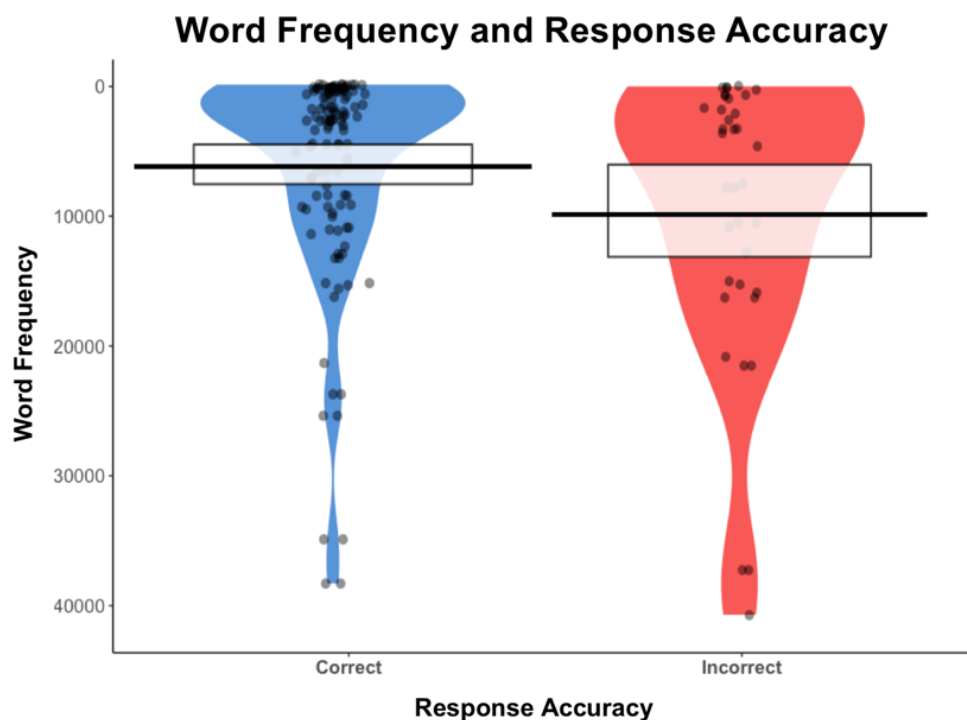 Word Frequency and Response Accuracy
0
10000
20000
30000
40000
Word Frequency
Correct
Incorrect
Response Accuracy